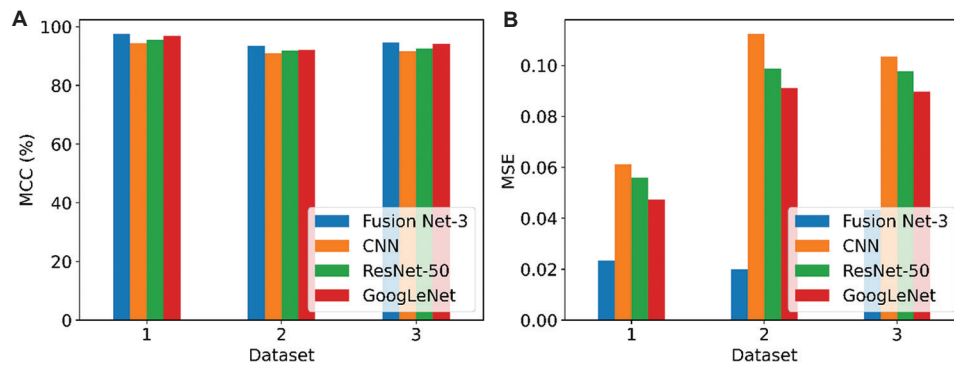 A
MCC (%)
100
80
60
40
20
0
Fusion Net-3
CNN
ResNet-50
GoogLeNet
1 2 3
Dataset
B
MSE
0.10
0.08
0.06
0.04
0.02
0.00
Fusion Net-3
CNN
ResNet-50
GoogLeNet
1 2 3
Dataset